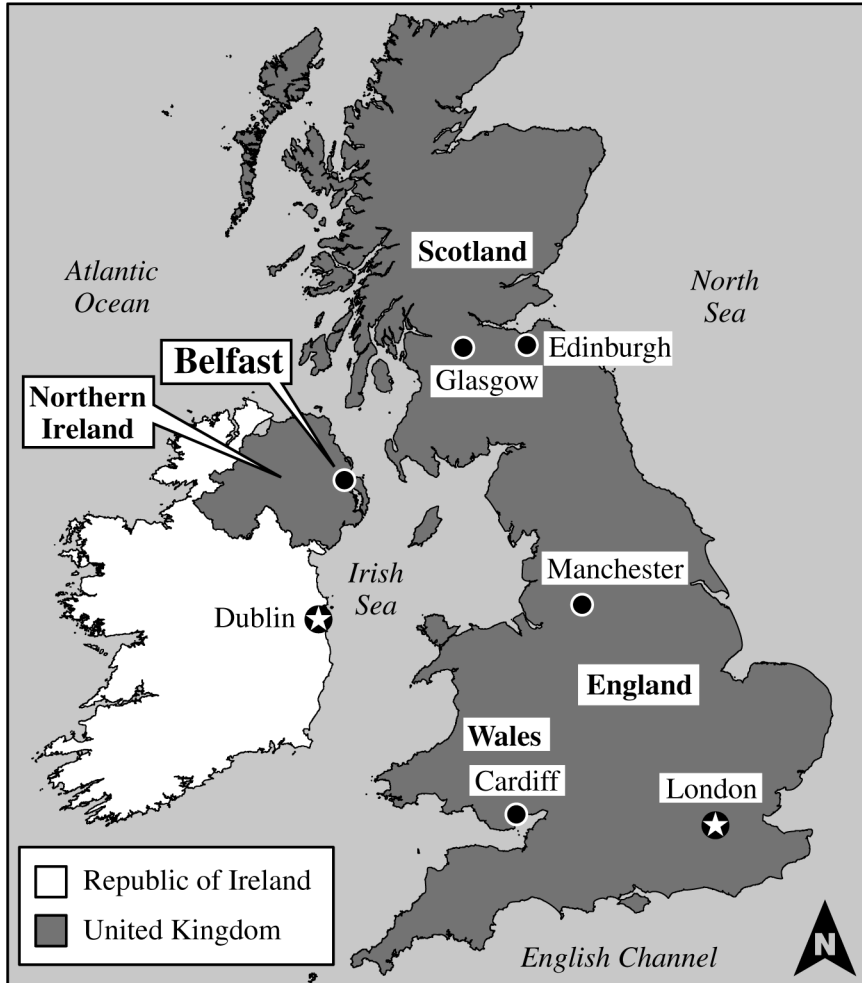 Scotland
Atlantic
Ocean
North
Sea
Belfast
Edinburgh
Glasgow
Northern
Ireland
Irish
Sea
Manchester
Dublin
England
Wales
Cardiff
London
Republic of Ireland
United Kingdom
English Channel
N